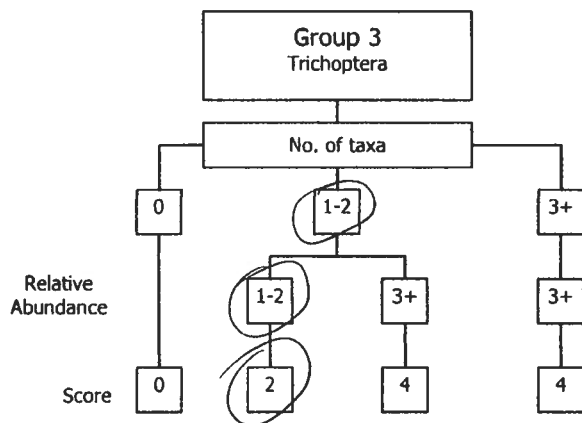 Group 3
Trichoptera
No. of taxa
0 1-2 3+
Relative
Abundance
1-2 3+ 3+
Score 0 2 4 4